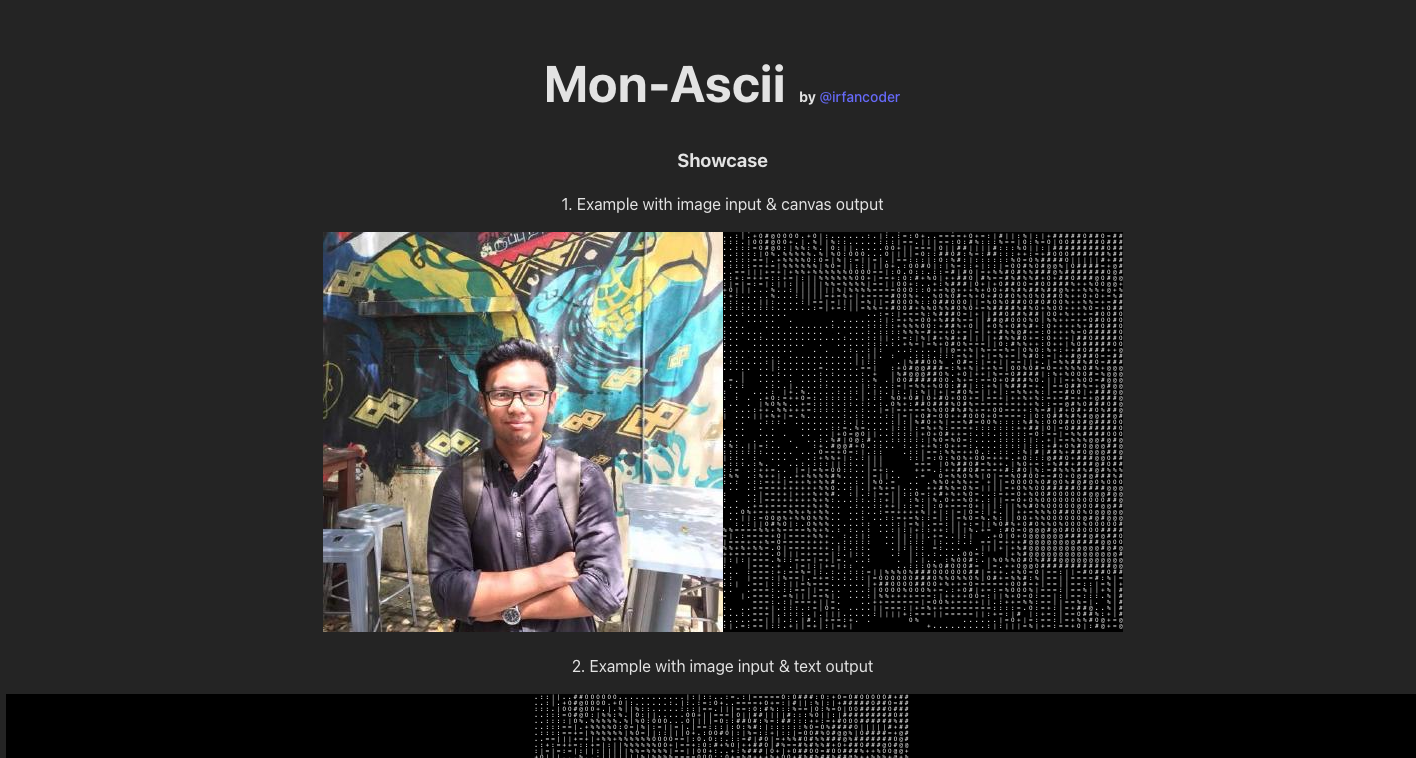 Mon-Ascii by @irfancoder
Showcase
1. Example with image input & canvas output
2. Example with image input & text output